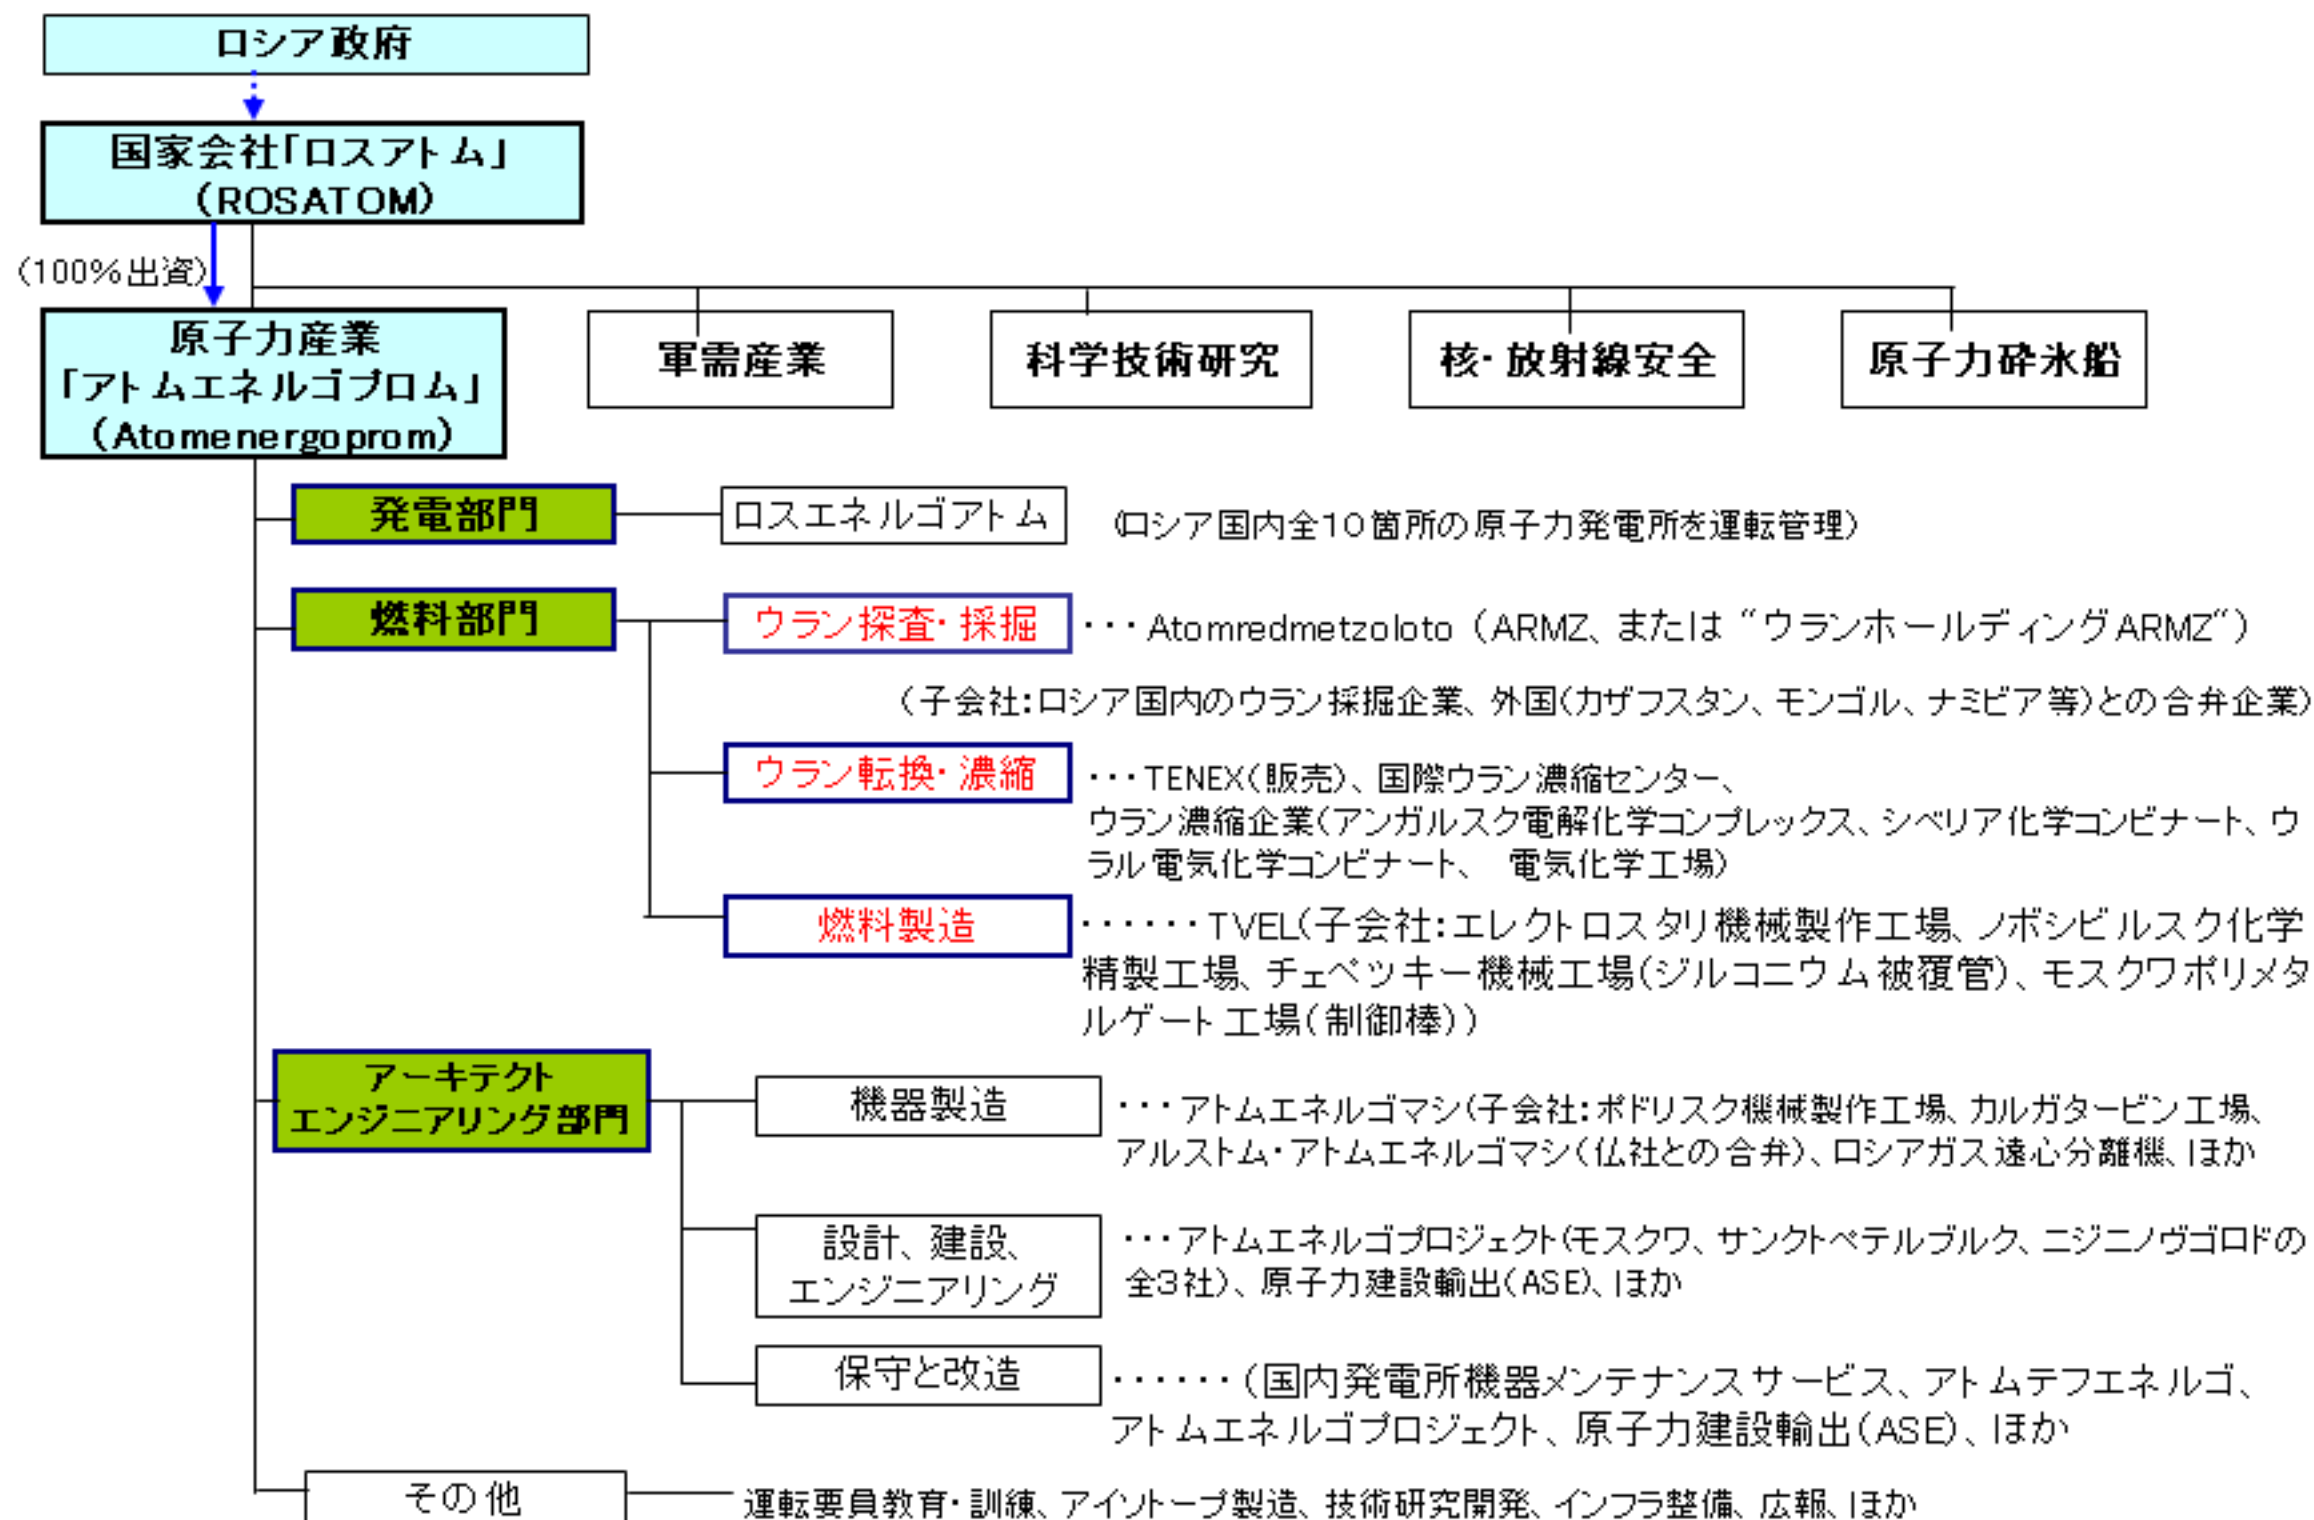 ロシア政府
国家会社「ロスアトム」
(ROSATOM)
(100%出資)
原子力産業
「アトムエネルゴプロム」
(Atomenergoprom)
軍需産業
科学技術研究
核・放射線安全
原子力砕氷船
発電部門
ロスエネルゴアトム
(ロシア国内全10箇所の原子力発電所を運転管理)
燃料部門
ウラン探査・採掘
・・・Atomredmetzoloto (ARMZ、または“ウランホールディングARMZ“)
(子会社:ロシア国内のウラン採掘企業、外国(カザフスタン、モンゴル、ナミビア等)との合弁企業)
ウラン転換・濃縮
・・・TENEX(販売)、国際ウラン濃縮センター、
ウラン濃縮企業(アンガルスク電解化学コンプレックス、シベリア化学コンビナート、ウ
ラル電気化学コンビナート、 電気化学工場)
燃料製造
・・・・・・TVEL(子会社:エレクトロスタリ機械製作工場、ノボシビルスク化学
精製工場、チェペツキー機械工場(ジルコニウム被覆管)、モスクワポリメタ
ルゲート工場(制御棒))
アーキテクト
エンジニアリング部門
機器製造
・・・アトムエネルゴマシ(子会社:ポドリスク機械製作工場、カルガタービン工場、
アルストム・アトムエネルゴマシ(仏社との合弁)、ロシアガス遠心分離機、ほか
設計、建設、
エンジニアリング
・・・アトムエネルゴプロジェクト(モスクワ、サンクトペテルブルク、ニジニノヴゴロドの
全3社)、原子力建設輸出(ASE)、ほか
保守と改造
・・・・・・(国内発電所機器メンテナンスサービス、アトムテフエネルゴ、
アトムエネルゴプロジェクト、原子力建設輸出(ASE)、ほか
その他
運転要員教育・訓練、アイソトープ製造、技術研究開発、インフラ整備、広報、ほか